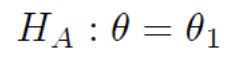 H_A : θ = θ_1